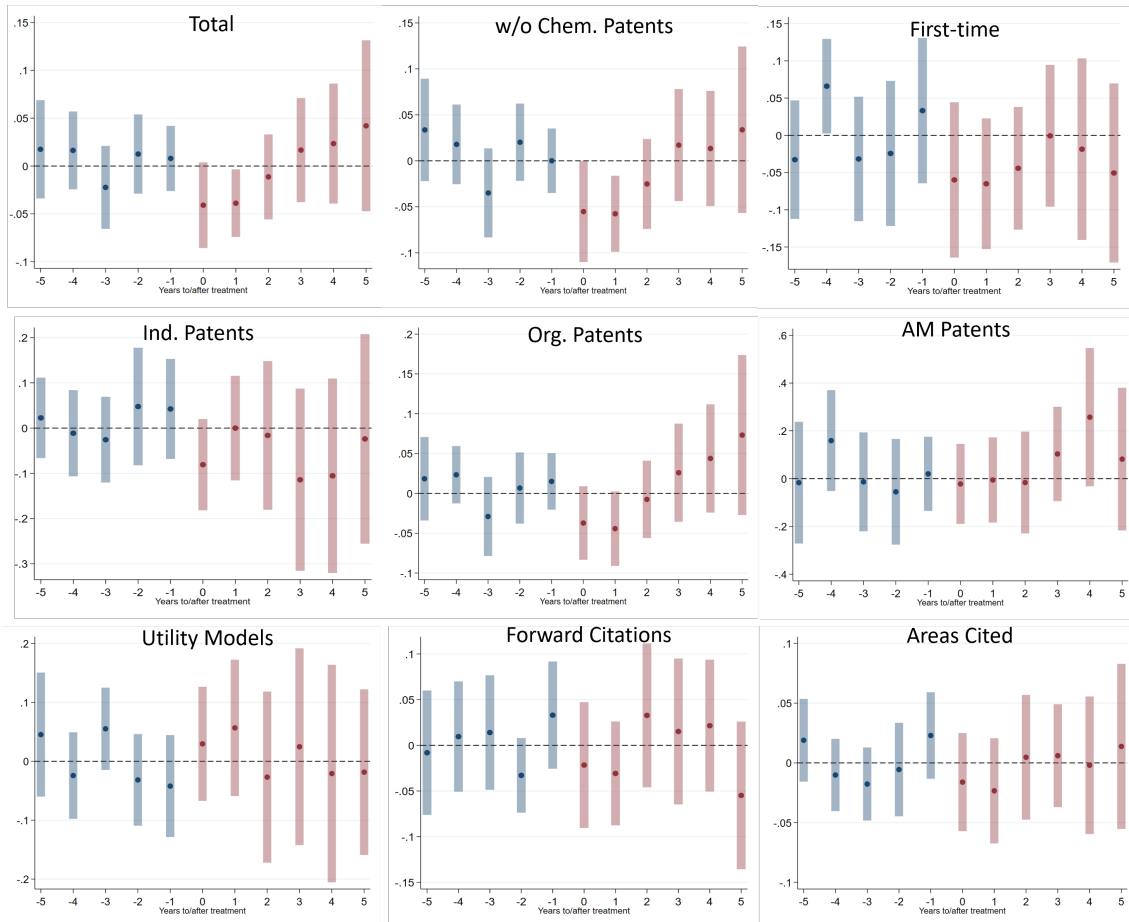 Total
.15
.1
.05
0
-.05
-.1
-5 -4 -3 -2 -1 0 1 2 3 4 5
Years to/after treatment
w/o Chem. Patents
.15
.1
.05
0
-.05
-.1
-5 -4 -3 -2 -1 0 1 2 3 4 5
Years to/after treatment
First-time
.15
.1
.05
0
-.05
-.1
-.15
-5 -4 -3 -2 -1 0 1 2 3 4 5
Years to/after treatment
Ind. Patents
.2
.1
0
-.1
-.2
-.3
-5 -4 -3 -2 -1 0 1 2 3 4 5
Years to/after treatment
Org. Patents
.2
.15
.1
.05
0
.05
.1
-5 -4 -3 -2 -1 0 1 2 3 4 5
Years to/after treatment
AM Patents
.6
.4
.2
0
-.2
-.4
-5 -4 -3 -2 -1 0 1 2 3 4 5
Years to/after treatment
Utility Models
.2
.1
0
-.1
-.2
-5 -4 -3 -2 -1 0 1 2 3 4 5
Years to/after treatment
Forward Citations
.1
.05
0
-.05
-.1
-.15
-5 -4 -3 -2 -1 0 1 2 3 4 5
Years to/after treatment
Areas Cited
.1
.05
0
-.05
-.1
-5 -4 -3 -2 -1 0 1 2 3 4 5
Years to/after treatment